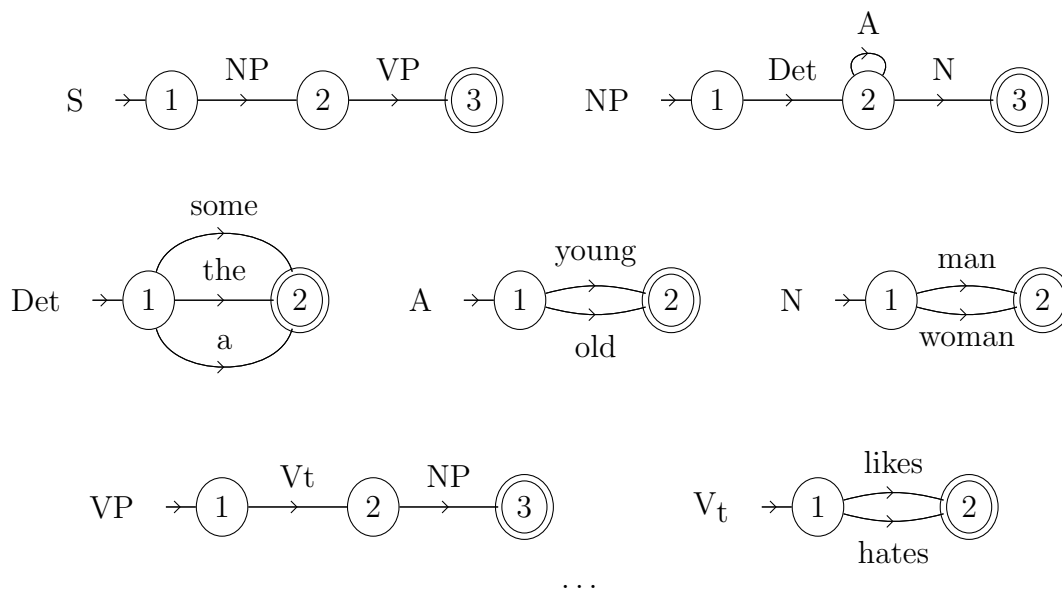 NP VP A Det N
S 1 2 3 NP 1 2 3
some
the young man
Det 1 2 A 1 2 N 1 2
a old woman
Vt NP likes
VP 1 2 3 Vt 1 2
hates
...